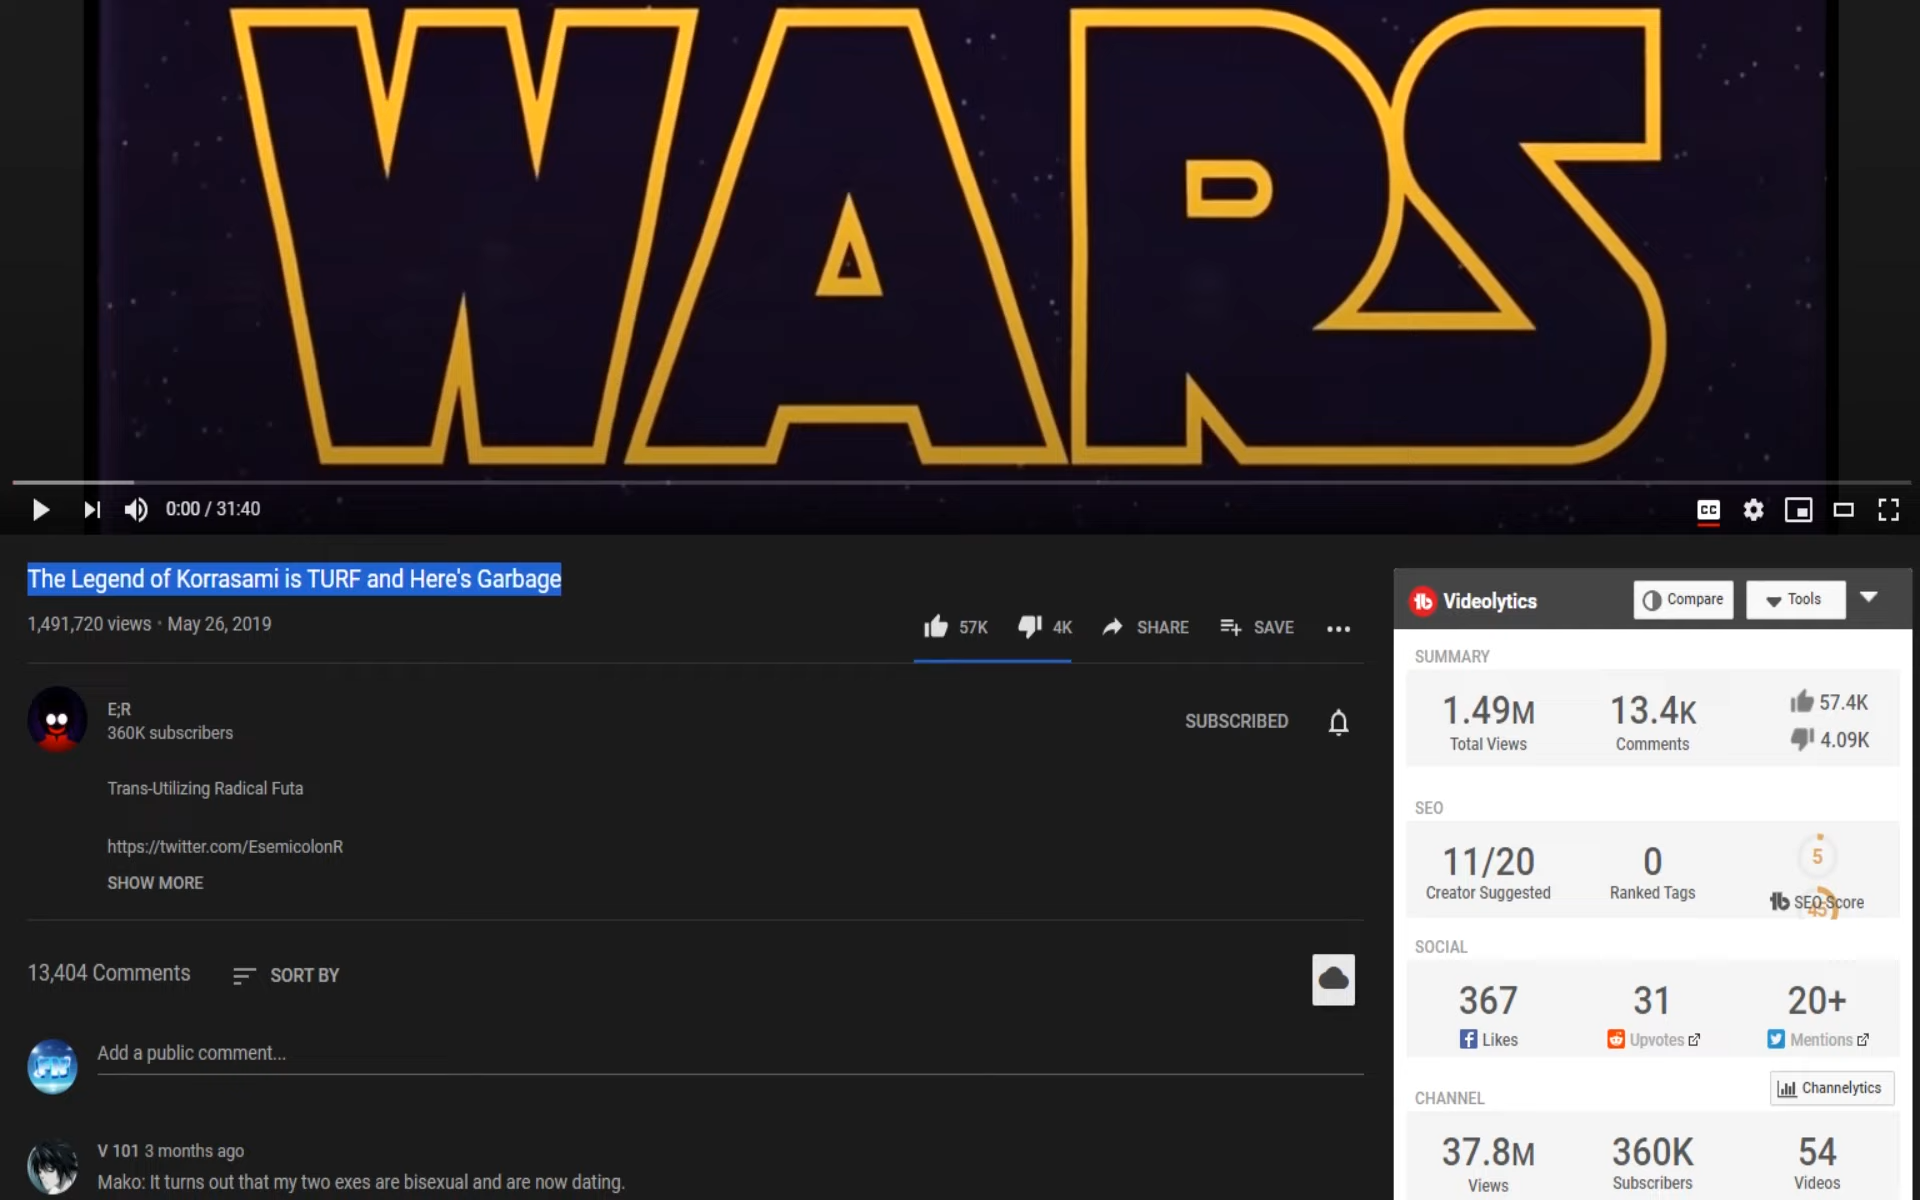 WARS
0:00 / 31:40
CC
The Legend of Korrasami is TURF and Here's Garbage
1,491,720 views • May 26, 2019
57K 4K SHARE SAVE
E;R
360K subscribers
SUBSCRIBED
Trans-Utilizing Radical Futa
https://twitter.com/EsemicolonR
SHOW MORE
13,404 Comments SORT BY
Add a public comment...
V 101 3 months ago
Mako: It turns out that my two exes are bisexual and are now dating.
Videolytics Compare Tools
SUMMARY
1.49M 13.4K 57.4K
Total Views Comments 4.09K
SEO
11/20 0 5
Creator Suggested Ranked Tags SEO Score
45
SOCIAL
367 31 20+
Likes Upvotes Mentions
CHANNEL Channelytics
37.8M 360K 54
Views Subscribers Videos